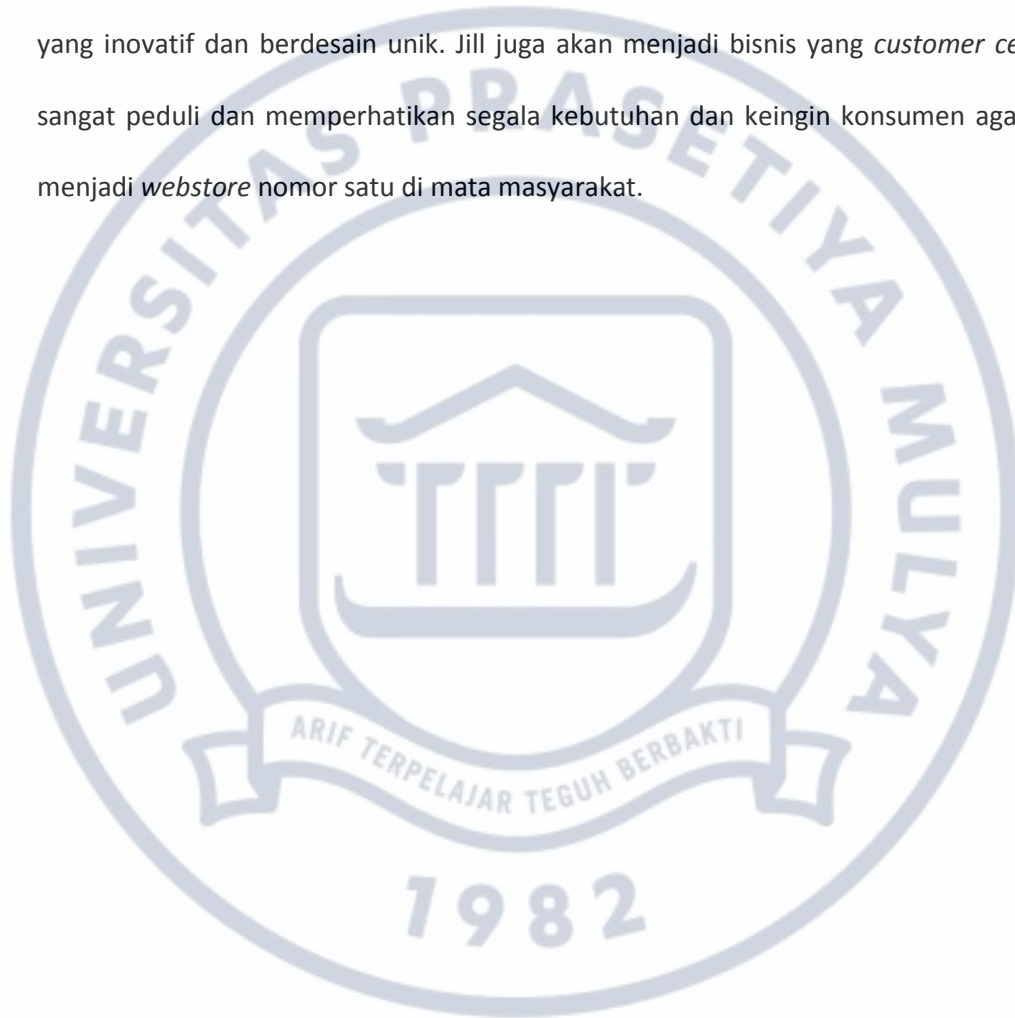 yang inovatif dan berdesain unik. Jill juga akan menjadi bisnis yang customer ce
sangat peduli dan memperhatikan segala kebutuhan dan keingin konsumen aga
menjadi webstore nomor satu di mata masyarakat.
UNIVERSITAS PRASETIYA MULYA
ARIF TERPELAJAR TEGUH BERBAKTI
1982